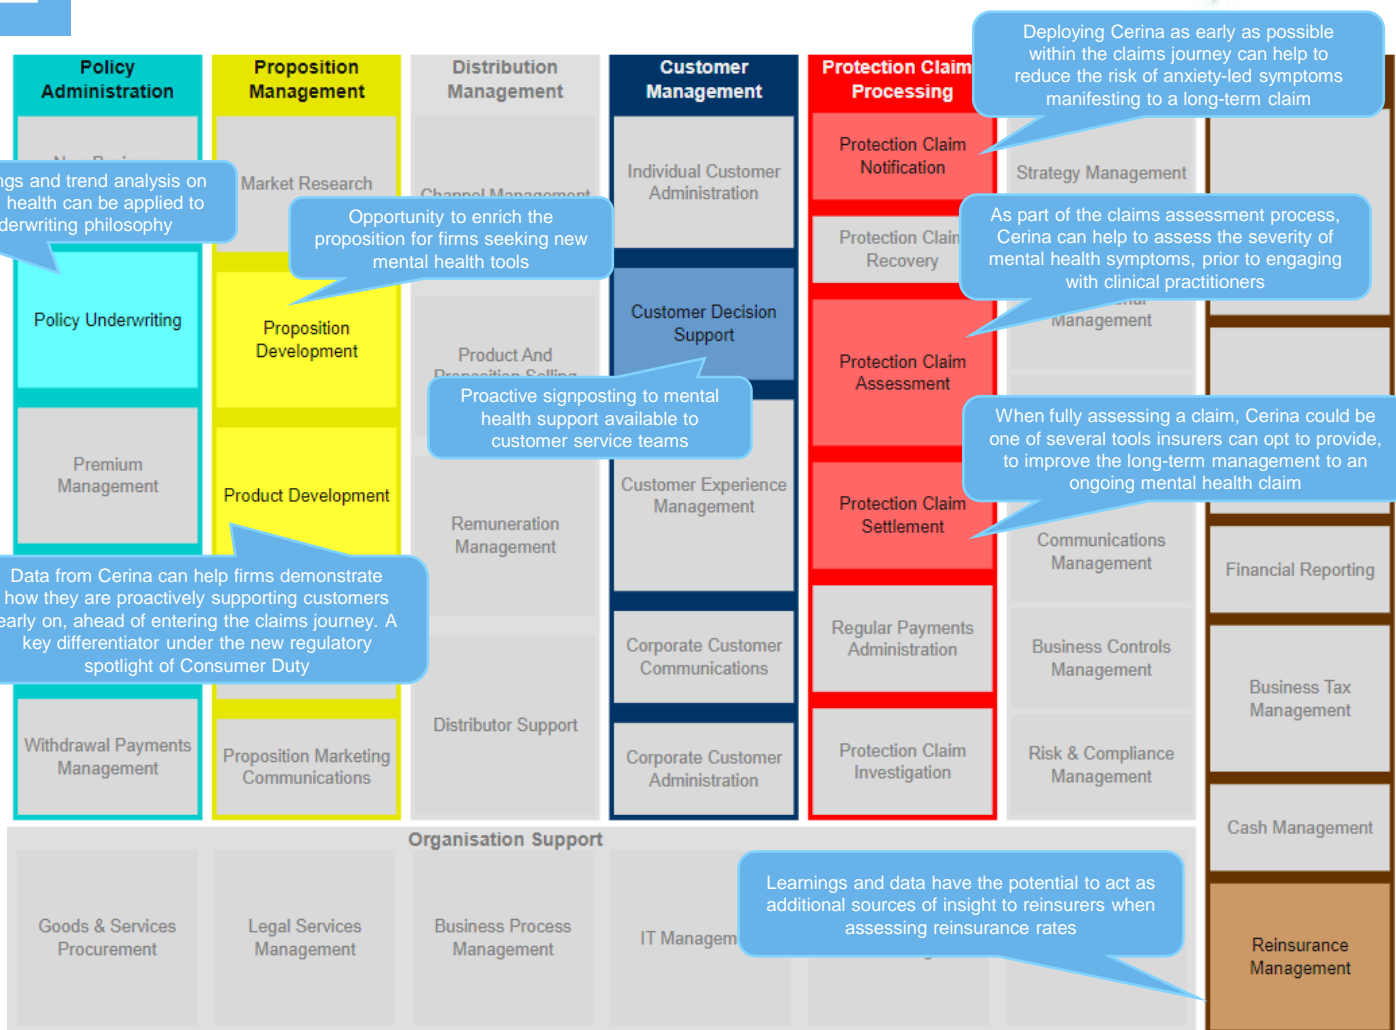 Policy
Administration
Proposition
Management
Distribution
Management
Customer
Management
Protection Claim
Processing
Deploying Cerina as early as possible
within the claims journey can help to
reduce the risk of anxiety-led symptoms
manifesting to a long-term claim
ngs and trend analysis on
health can be applied to
derwriting philosophy
Policy Underwriting
Premium
Management
Withdrawal Payments
Management
Market Research
Opportunity to enrich the
proposition for firms seeking new
mental health tools
Proposition
Development
Product Development
Data from Cerina can help firms demonstrate
how they are proactively supporting customers
early on, ahead of entering the claims journey. A
key differentiator under the new regulatory
spotlight of Consumer Duty
Proposition Marketing
Communications
Channel Management
Product And
Proposition Selling
Remuneration
Management
Distributor Support
Individual Customer
Administration
Customer Decision
Support
Proactive signposting to mental
health support available to
customer service teams
Customer Experience
Management
Corporate Customer
Communications
Corporate Customer
Administration
Protection Claim
Notification
Protection Claim
Recovery
Protection Claim
Assessment
Protection Claim
Settlement
Regular Payments
Administration
Protection Claim
Investigation
Strategy Management
As part of the claims assessment process,
Cerina can help to assess the severity of
mental health symptoms, prior to engaging
with clinical practitioners
Management
When fully assessing a claim, Cerina could be
one of several tools insurers can opt to provide,
to improve the long-term management to an
ongoing mental health claim
Communications
Management
Business Controls
Management
Risk & Compliance
Management
Financial Reporting
Business Tax
Management
Cash Management
Reinsurance
Management
Organisation Support
Goods & Services
Procurement
Legal Services
Management
Business Process
Management
IT Managem
Learnings and data have the potential to act as
additional sources of insight to reinsurers when
assessing reinsurance rates